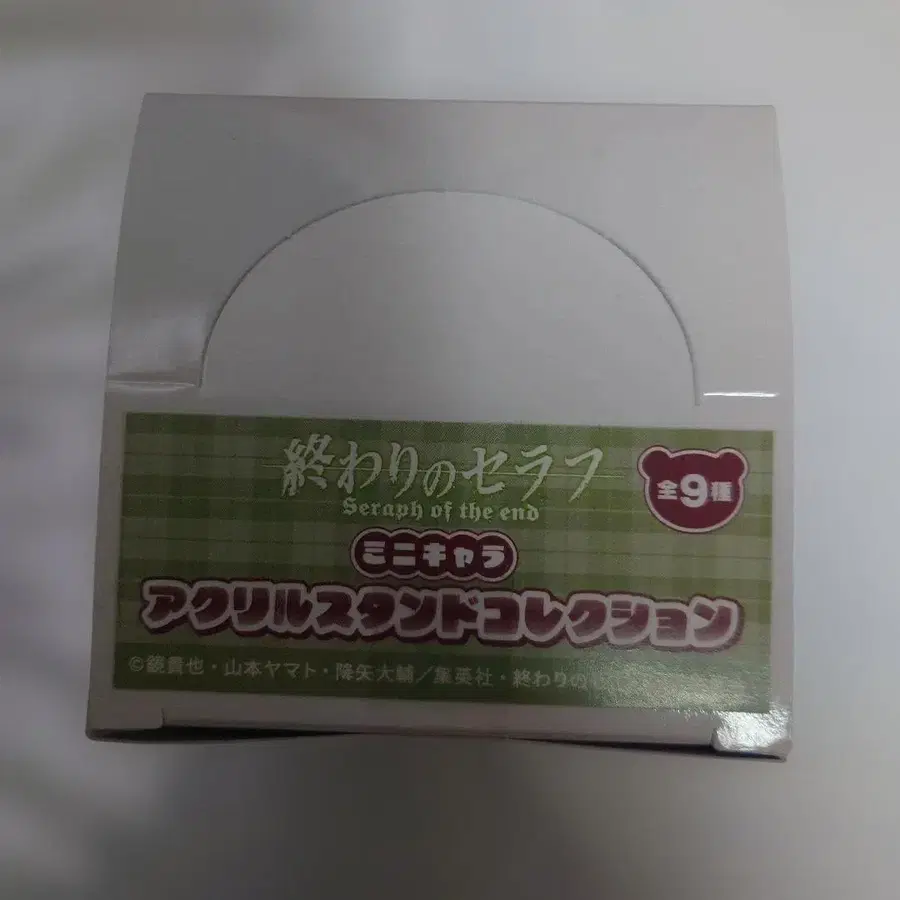 終わりのセラフ
Seraph of the end
全9種
ミニキャラ
アクリルスタンドコレクション
©鏡貴也・山本ヤマト・降矢大輔／集英社・終わりの